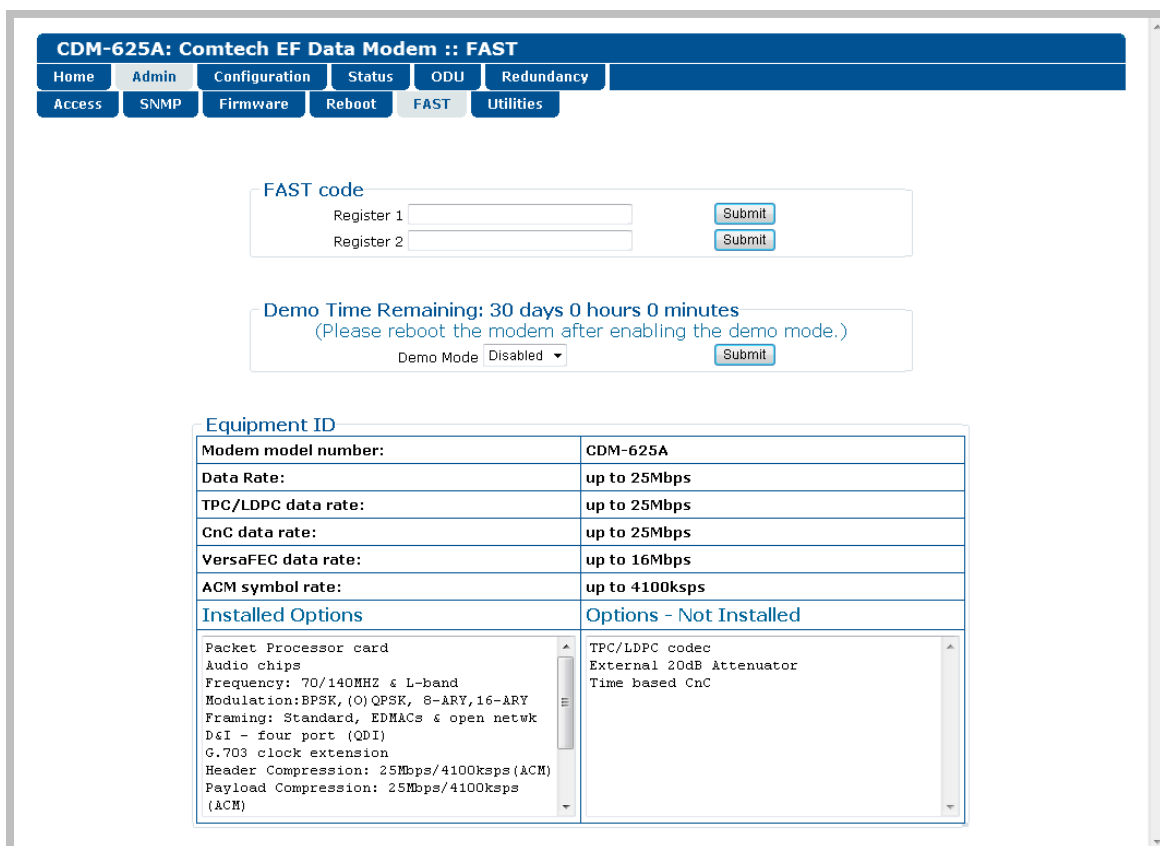 CDM-625A: Comtech EF Data Modem :: FAST
Home Admin Configuration Status ODU Redundancy
Access SNMP Firmware Reboot FAST Utilities
FAST code
Register 1 Submit
Register 2 Submit
Demo Time Remaining: 30 days 0 hours 0 minutes
(Please reboot the modem after enabling the demo mode.)
Demo Mode Disabled Submit
Equipment ID
Modem model number: CDM-625A
Data Rate: up to 25Mbps
TPC/LDPC data rate: up to 25Mbps
CnC data rate: up to 25Mbps
VersaFEC data rate: up to 16Mbps
ACM symbol rate: up to 4100ksps
Installed Options Options - Not Installed
Packet Processor card
Audio chips
Frequency: 70/140MHZ & L-band
Modulation:BPSK,(O)QPSK, 8-ARY,16-ARY
Framing: Standard, EDMACs & open netwk
D&I - four port (QDI)
G.703 clock extension
Header Compression: 25Mbps/4100ksps(ACM)
Payload Compression: 25Mbps/4100ksps
(ACM)
TPC/LDPC codec
External 20dB Attenuator
Time based CnC